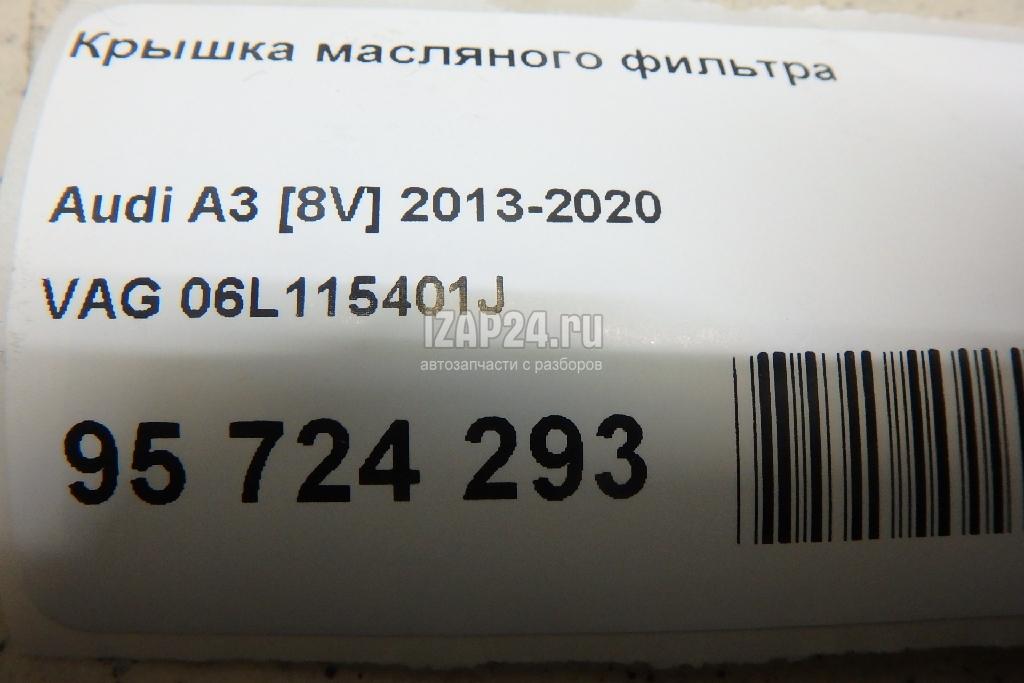 Крышка масляного фильтра
Audi A3 [8V] 2013-2020
VAG 06L115401J
IZAP24.ru
автозапчасти с разборов
95 724 293